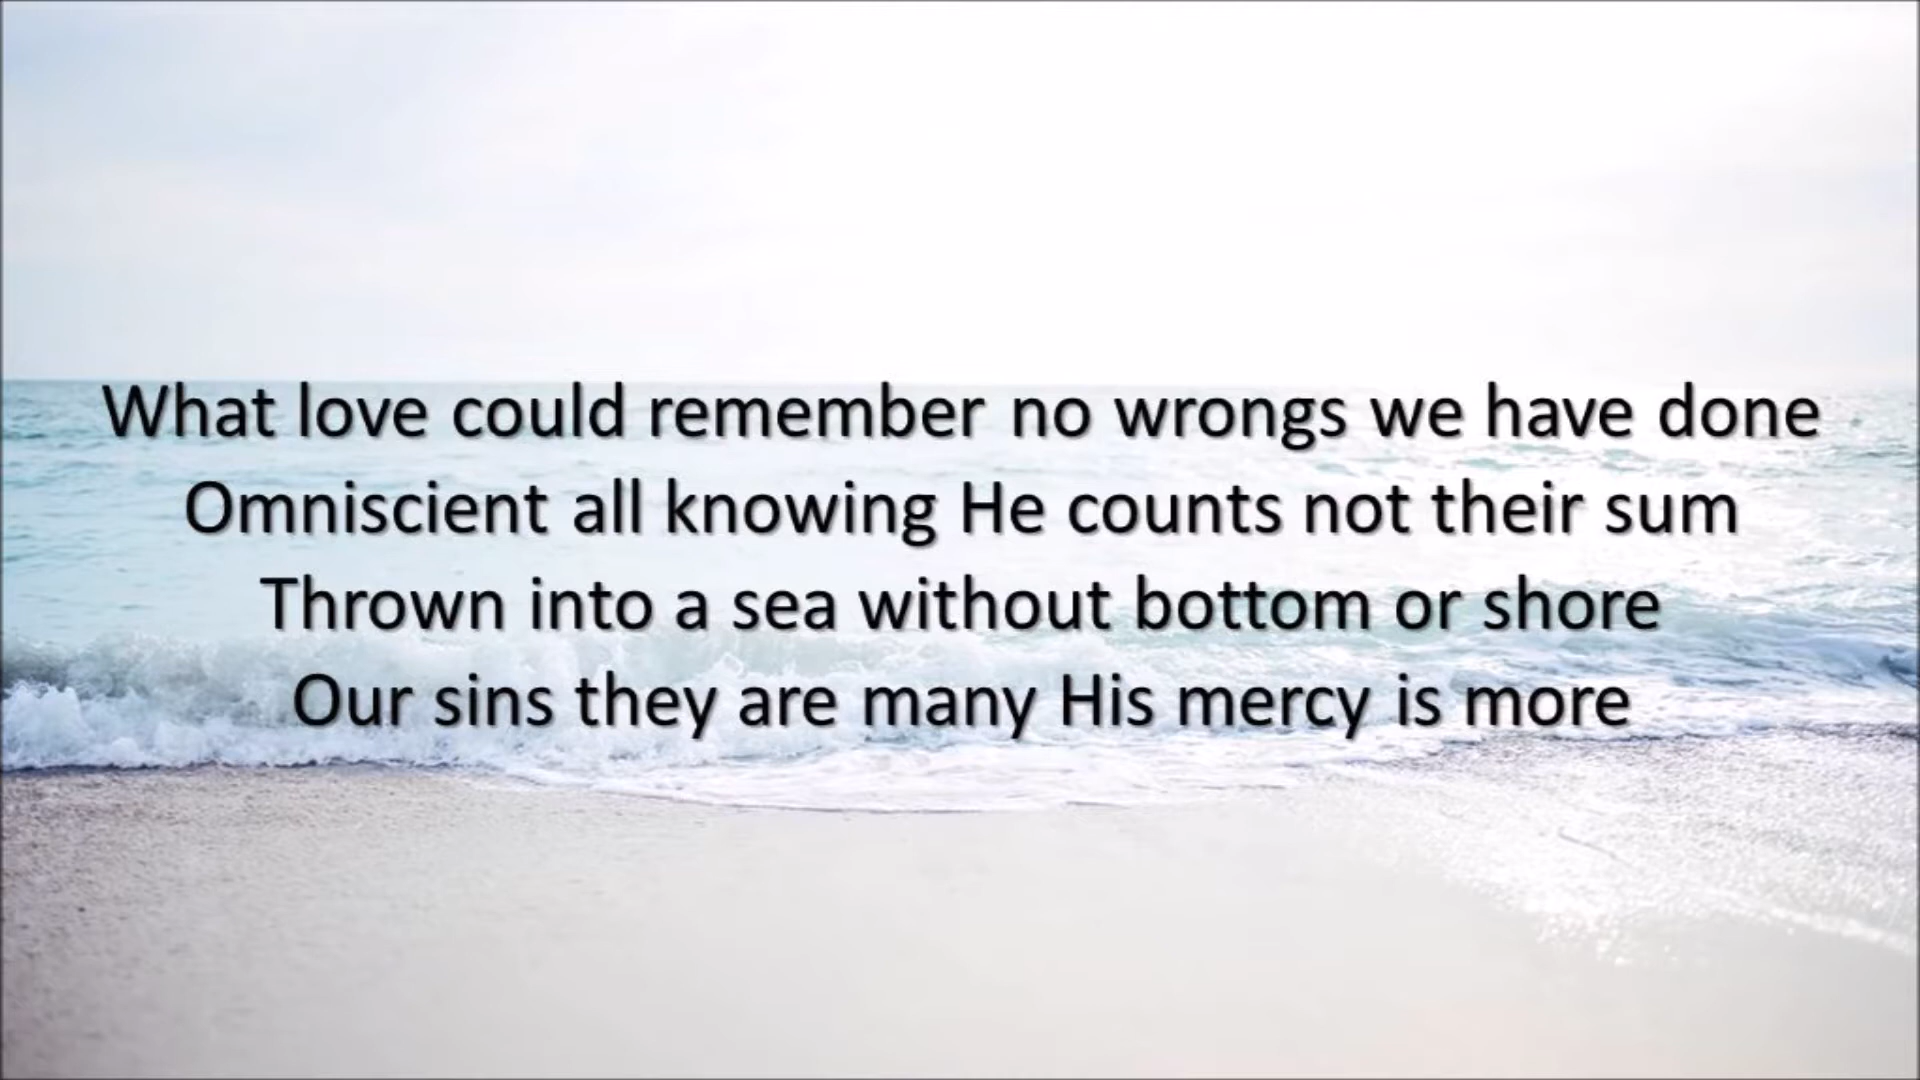 What love could remember no wrongs we have done
Omniscient all knowing He counts not their sum
Thrown into a sea without bottom or shore
Our sins they are many His mercy is more